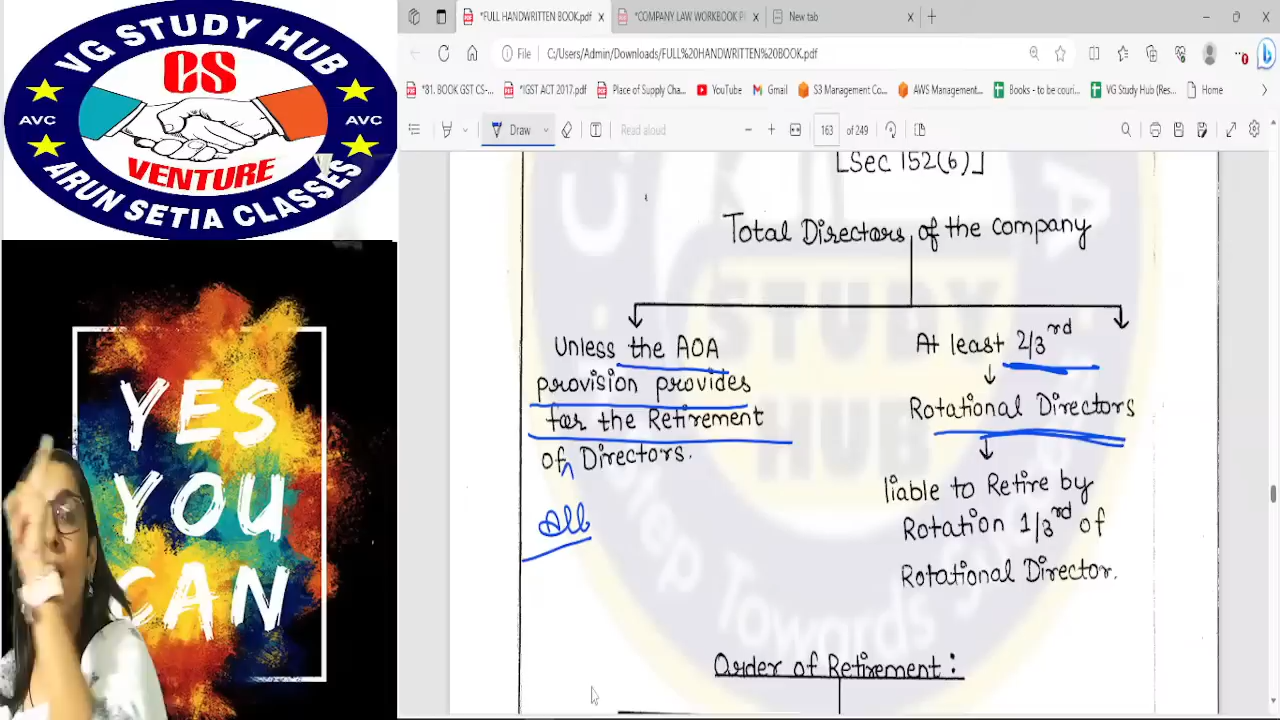 VG STUDY HUB
CS
AVC
AVC
VENTURE
ARUN SETIA CLASSES
YES
YOU
CAN
*FULL HANDWRITTEN BOOK.pdf
*COMPANY LAW WORKBOOK P
New tab
File
C:/Users/Admin/Downloads/FULL%20HANDWRITTEN%20BOOK.pdf
*81. BOOK GST CS-...
*IGST ACT 2017.pdf
Place of Supply Cha...
YouTube
Gmail
S3 Management Co...
AWS Management...
Books - to be ururi...
VG Study Hub (Res...
Home
Draw
Read aloud
163
of 249
[Sec 152(6)]
Total Directors of the company
Unless the AOA
provision provides
for the Retirement
of Directors.
All
At least 2/3rd
Rotational Directors
liable to Retire by
Rotation 1/3rd of
Rotational Director.
Order of Retirement :